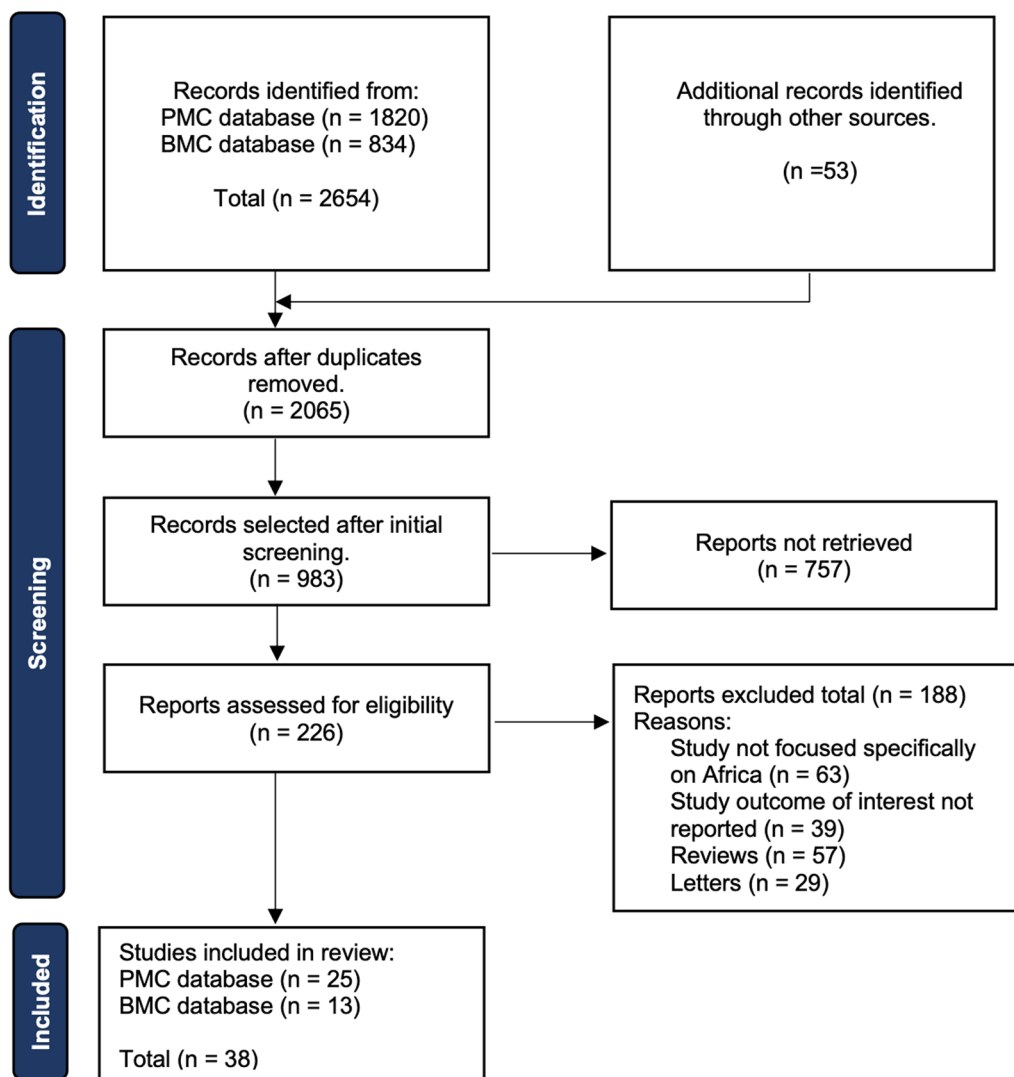 Identification
Records identified from:
PMC database (n = 1820)
BMC database (n = 834)
Total (n = 2654)
Additional records identified
through other sources.
(n =53)
Screening
Records after duplicates
removed.
(n = 2065)
Records selected after initial
screening.
(n = 983)
Reports not retrieved
(n = 757)
Reports assessed for eligibility
(n = 226)
Reports excluded total (n = 188)
Reasons:
Study not focused specifically
on Africa (n = 63)
Study outcome of interest not
reported (n = 39)
Reviews (n = 57)
Letters (n = 29)
Included
Studies included in review:
PMC database (n = 25)
BMC database (n = 13)
Total (n = 38)